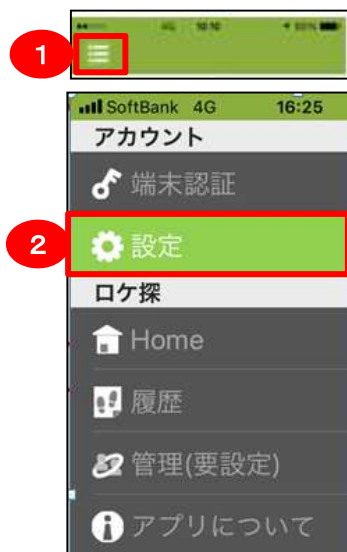 1
4G 10:10
SoftBank 4G 16:25
アカウント
端末認証
2
設定
ロケ探
Home
履歴
管理(要設定)
アプリについて